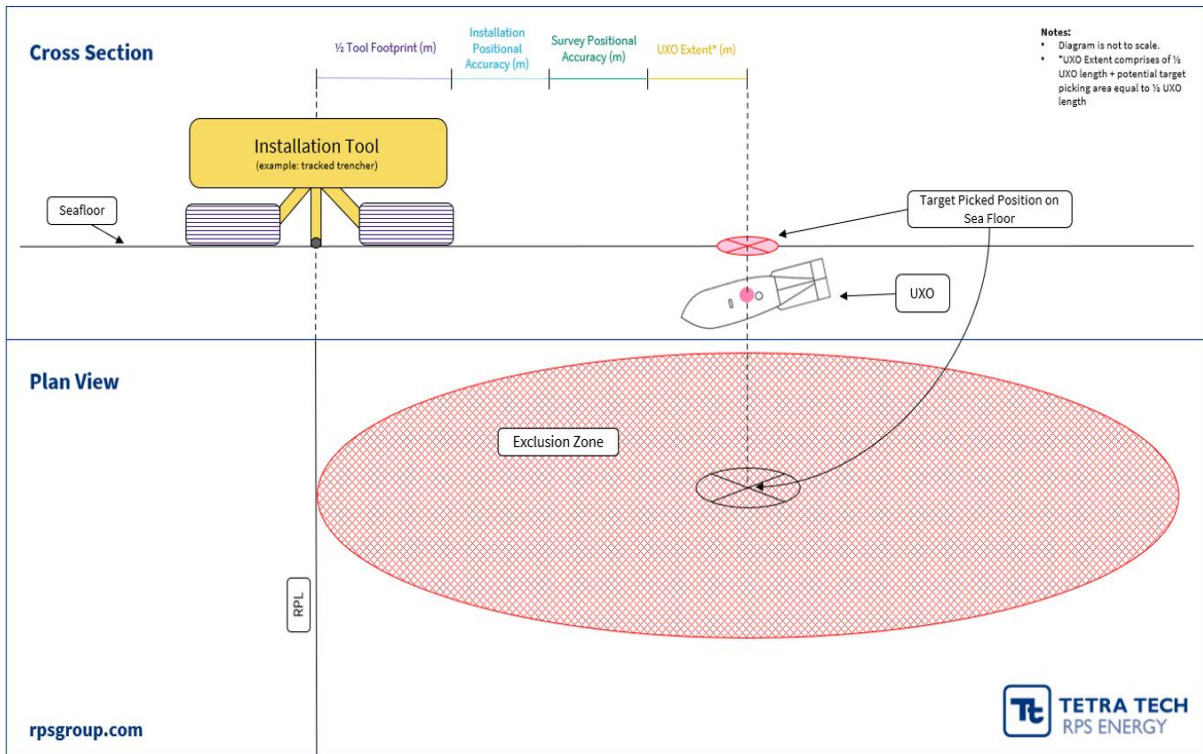 Cross Section
½ Tool Footprint (m)
Installation
Positional
Accuracy (m)
Survey Positional
Accuracy (m)
UXO Extent* (m)
Notes:
• Diagram is not to scale.
• *UXO Extent comprises of ½
UXO length + potential target
picking area equal to ½ UXO
length
Installation Tool
(example: tracked trencher)
Seafloor
Target Picked Position on
Sea Floor
UXO
Plan View
Exclusion Zone
RPL
rpsgroup.com
Tt
TETRA TECH
RPS ENERGY